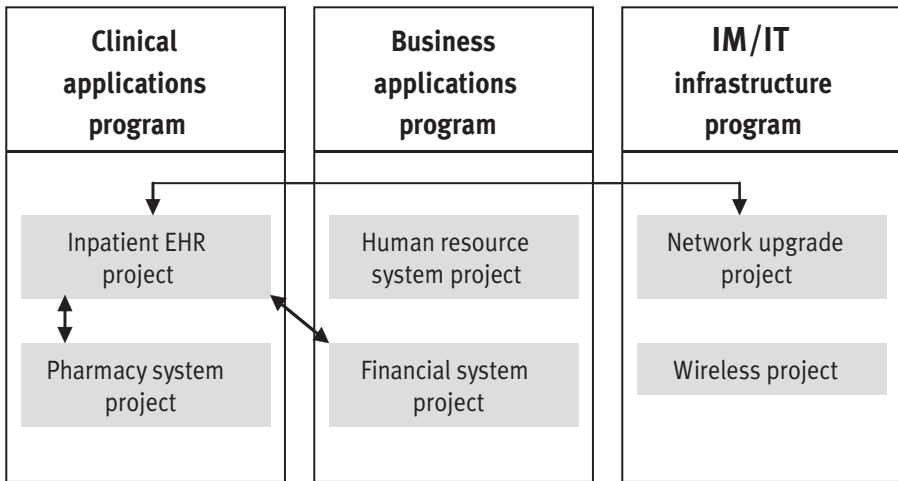 Clinical
applications
program
Business
applications
program
IM/IT
infrastructure
program
Inpatient EHR
project
Human resource
system project
Network upgrade
project
Pharmacy system
project
Financial system
project
Wireless project